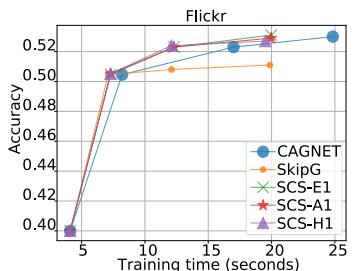 Flickr
Accuracy
0.52
0.50
0.48
0.46
0.44
0.42
0.40
CAGNET
SkipG
SCS-E1
SCS-A1
SCS-H1
5 10 15 20 25
Training time (seconds)